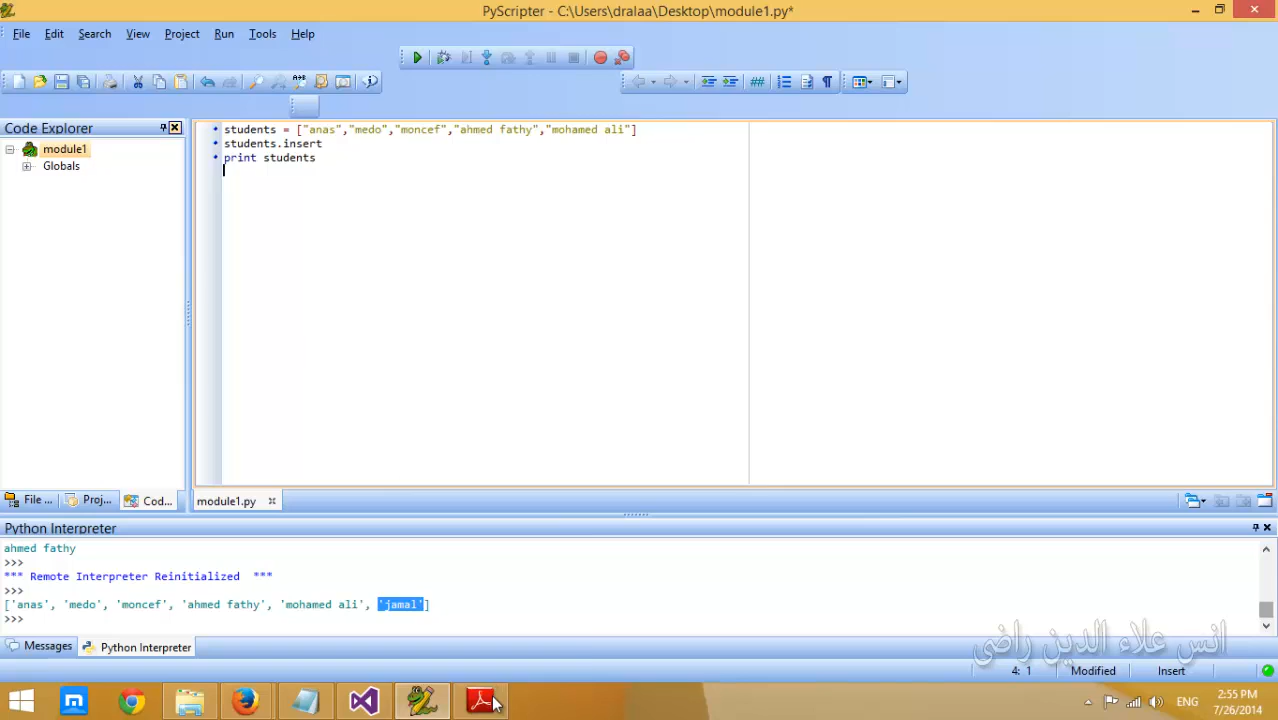 PyScripter - C:\Users\dralaa\Desktop\module1.py*
File Edit Search View Project Run Tools Help
Code Explorer
module1
Globals
students = ["anas","medo","moncef","ahmed fathy","mohamed ali"]
students.insert
print students
File ... Proj... Cod...
module1.py
Python Interpreter
ahmed fathy
>>>
*** Remote Interpreter Reinitialized ***
>>>
['anas', 'medo', 'moncef', 'ahmed fathy', 'mohamed ali', 'jamal']
>>>
انس علاء الدين راضى
Messages Python Interpreter
4: 1 Modified Insert
ENG 2:55 PM
7/26/2014